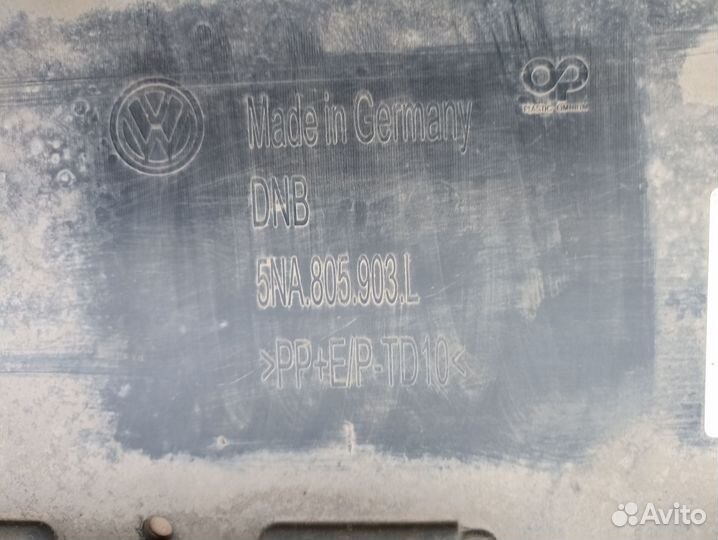 Made in Germany
DNB
5NA.805.903.L
>PP+E/P-TD10<
Avito